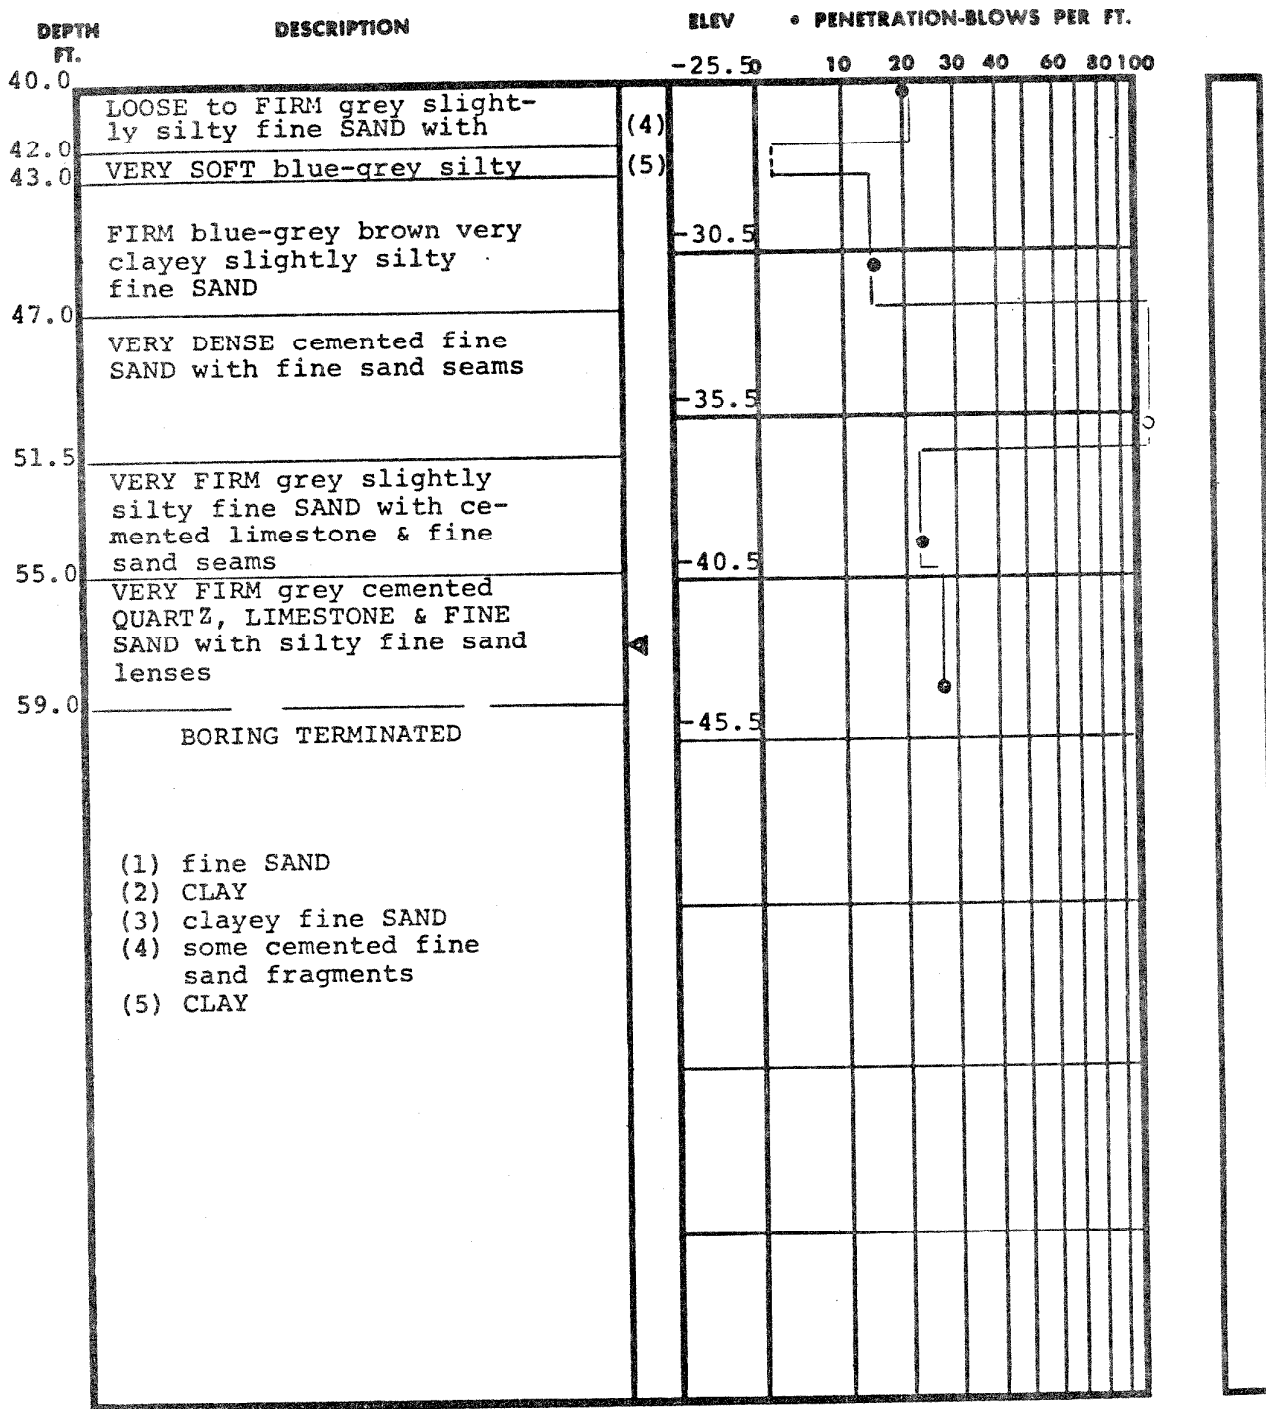 DEPTH FT.
DESCRIPTION
ELEV
• PENETRATION-BLOWS PER FT.
-25.5
0 10 20 30 40 60 80 100
40.0
LOOSE to FIRM grey slight-
ly silty fine SAND with
(4)
42.0
VERY SOFT blue-grey silty
(5)
43.0
FIRM blue-grey brown very
clayey slightly silty
fine SAND
-30.5
47.0
VERY DENSE cemented fine
SAND with fine sand seams
-35.5
51.5
VERY FIRM grey slightly
silty fine SAND with ce-
mented limestone & fine
sand seams
-40.5
55.0
VERY FIRM grey cemented
QUARTZ, LIMESTONE & FINE
SAND with silty fine sand
lenses
59.0
-45.5
BORING TERMINATED
(1) fine SAND
(2) CLAY
(3) clayey fine SAND
(4) some cemented fine
sand fragments
(5) CLAY